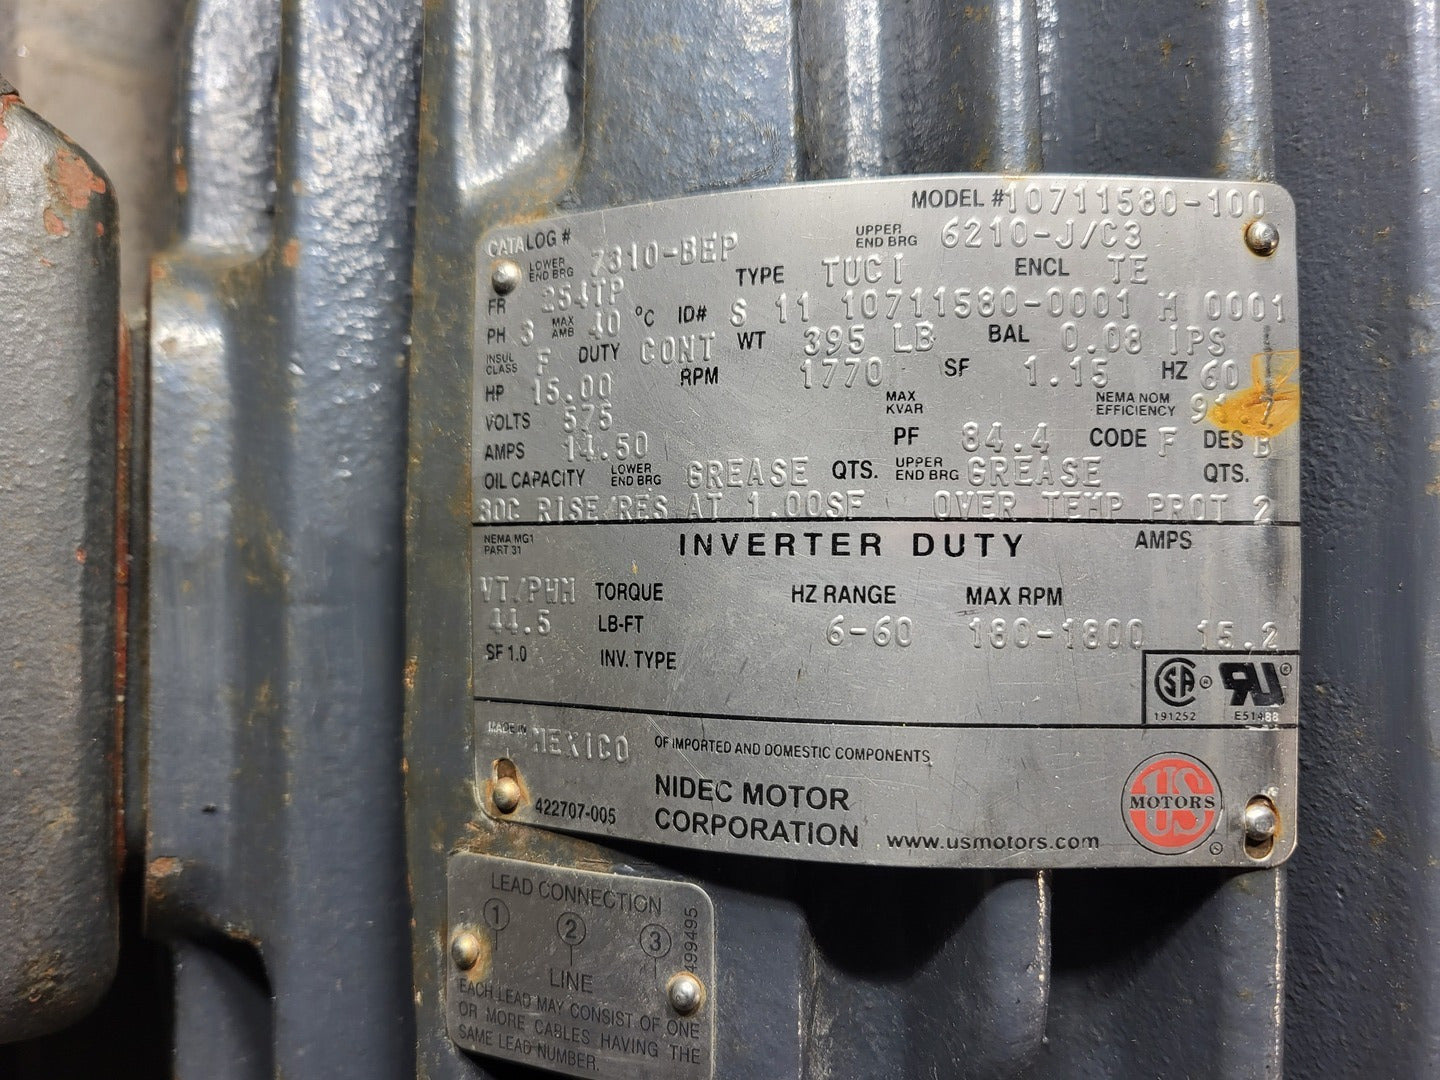 MODEL # 10711580-100
CATALOG #
LOWER END BRG 7310-BEP UPPER END BRG 6210-J/C3
FR 254TP TYPE TUCI ENCL TE
PH 3 MAX AMB 40 °C ID# S 11 10711580-0001 M 0001
INSUL CLASS F DUTY CONT WT 395 LB BAL 0.08 IPS
HP 15.00 RPM 1770 SF 1.15 HZ 60
VOLTS 575 MAX KVAR NEMA NOM EFFICIENCY
AMPS 14.50 PF 84.4 CODE F DES B
OIL CAPACITY LOWER END BRG GREASE QTS. UPPER END BRG GREASE QTS.
80C RISE/RES AT 1.00SF OVER TEMP PROT 2
NEMA MG1 PART 31 INVERTER DUTY AMPS
VT/PWM TORQUE HZ RANGE MAX RPM
44.5 LB-FT 6-60 180-1800 15.2
SF 1.0 INV. TYPE
CSA ® RU ®
191252 E51488
MADE IN MEXICO OF IMPORTED AND DOMESTIC COMPONENTS
422707-005 NIDEC MOTOR
CORPORATION www.usmotors.com
US MOTORS
LEAD CONNECTION
1 2 3
LINE
499495
EACH LEAD MAY CONSIST OF ONE
OR MORE CABLES HAVING THE
SAME LEAD NUMBER.